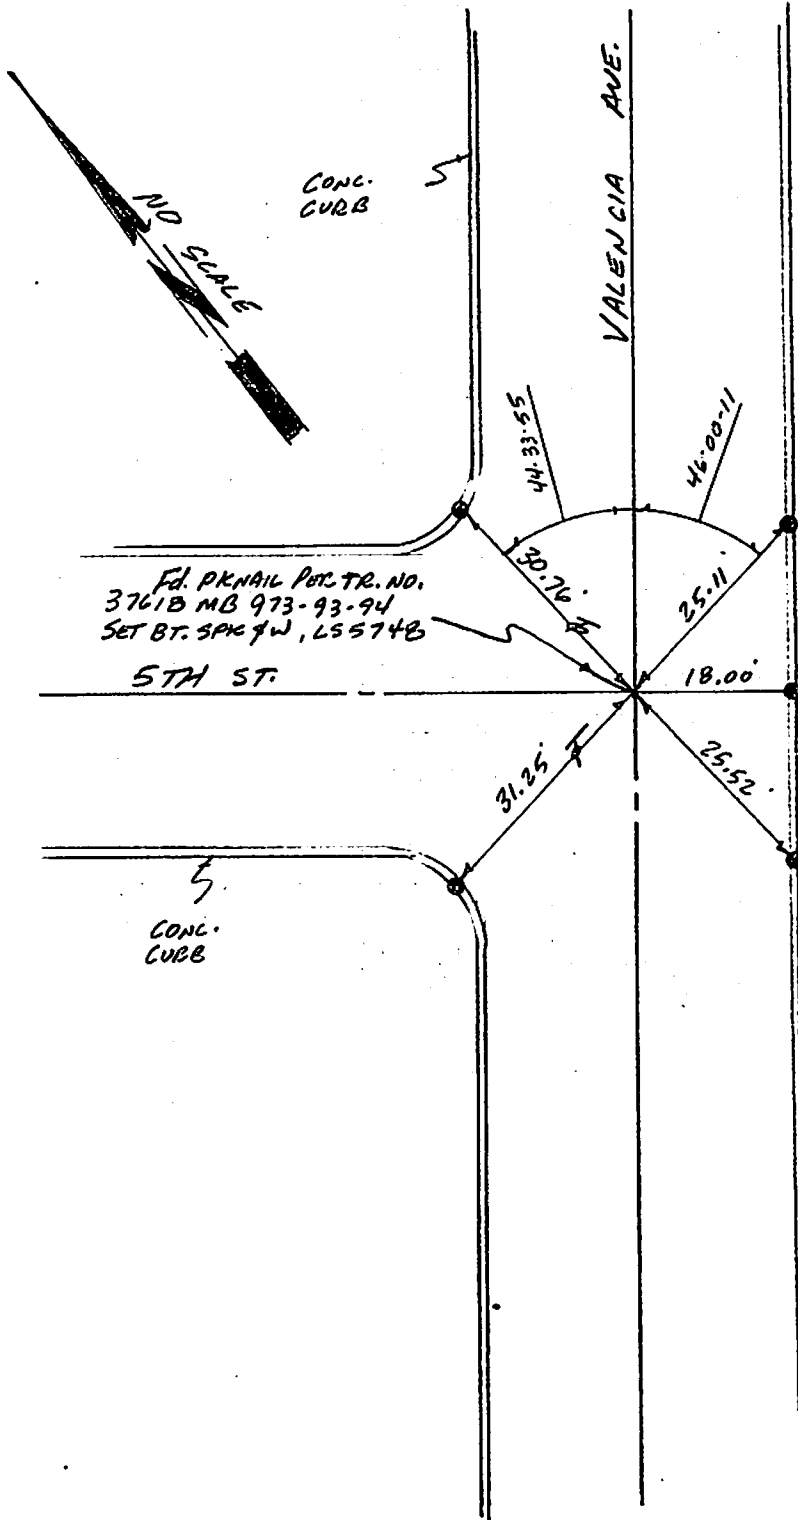 VALENCIA AVE.
CONC.
CURB
NO
SCALE
44-33-55
46-00-11
30.76'
25.11'
Fd. PKNAIL PER TR. NO.
37618 MB 973-93-94
SET BT. SPK & W, LS 5748
5TH ST.
18.00'
31.25'
25.52'
CONC.
CURB